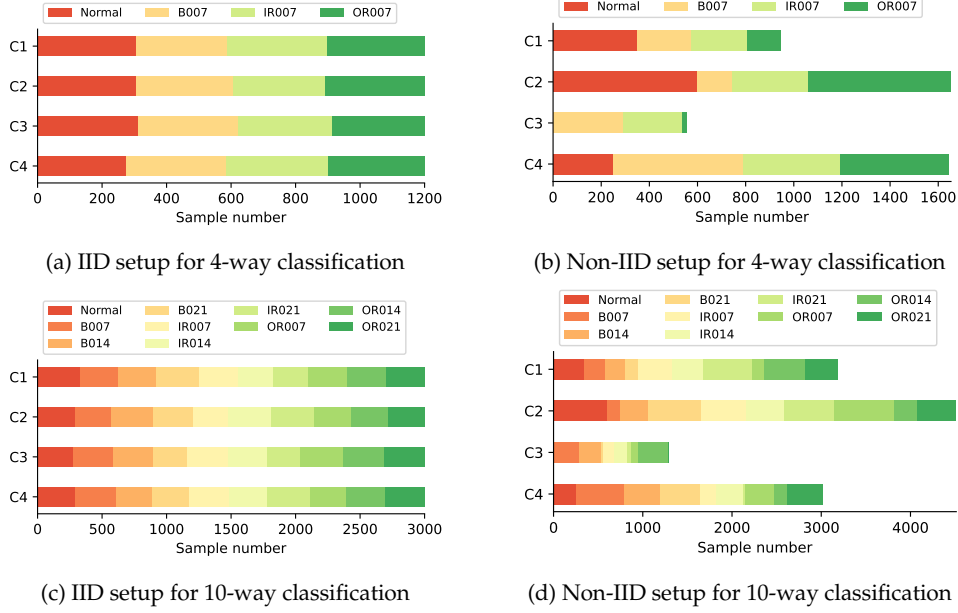 Normal B007 IR007 OR007
C1
C2
C3
C4
0 200 400 600 800 1000 1200
Sample number
(a) IID setup for 4-way classification
Normal B007 IR007 OR007
C1
C2
C3
C4
0 200 400 600 800 1000 1200 1400 1600
Sample number
(b) Non-IID setup for 4-way classification
Normal B021 IR021 OR014
B007 IR007 OR007 OR021
B014 IR014
C1
C2
C3
C4
0 500 1000 1500 2000 2500 3000
Sample number
(c) IID setup for 10-way classification
Normal B021 IR021 OR014
B007 IR007 OR007 OR021
B014 IR014
C1
C2
C3
C4
0 1000 2000 3000 4000
Sample number
(d) Non-IID setup for 10-way classification